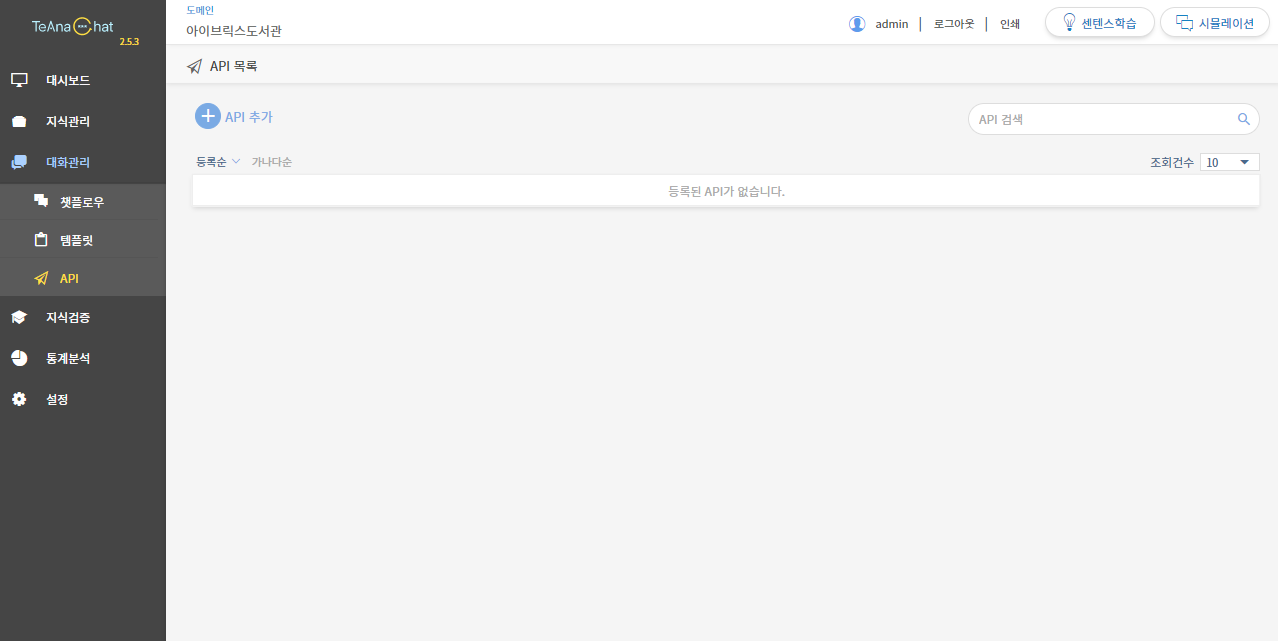 TeAna Chat
2.5.3
대시보드
지식관리
대화관리
챗플로우
템플릿
API
지식검증
통계분석
설정
도메인
아이브릭스도서관
admin | 로그아웃 | 인쇄
센텐스학습
시뮬레이션
API 목록
API 추가
API 검색
등록순 가나다순
조회건수 10
등록된 API가 없습니다.